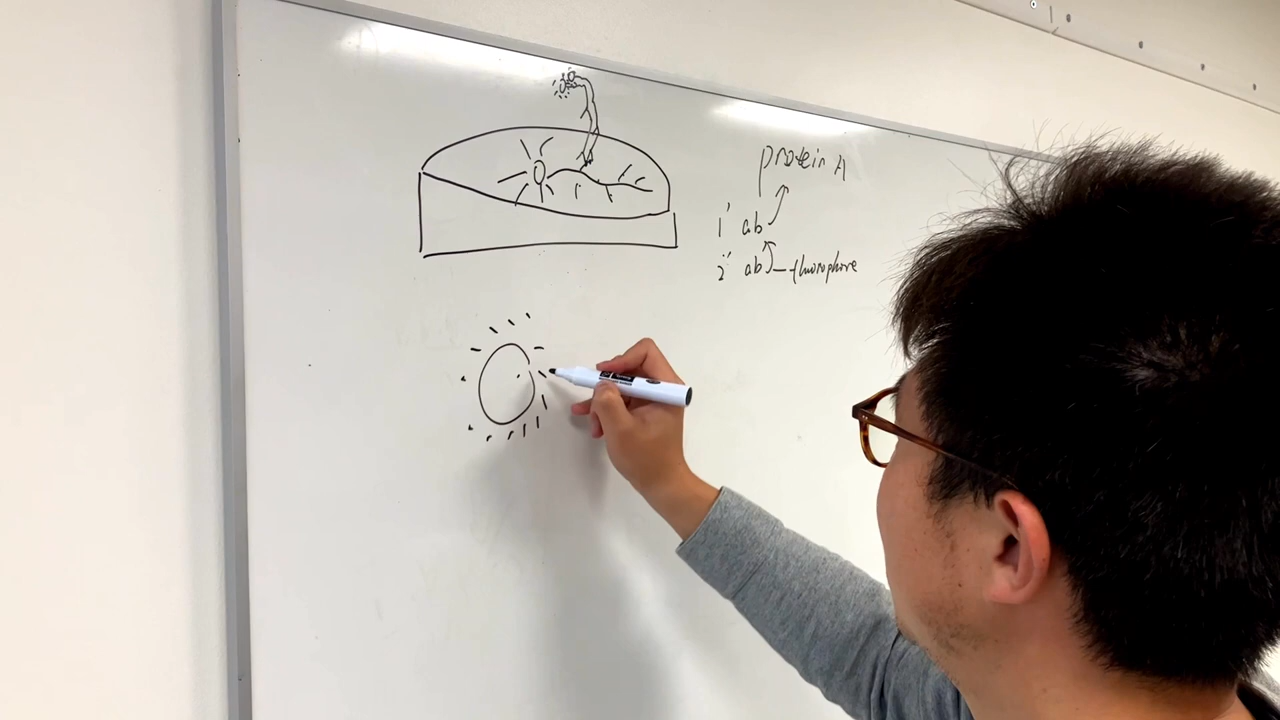 protein A
1' ab
2'' ab — fluorophore